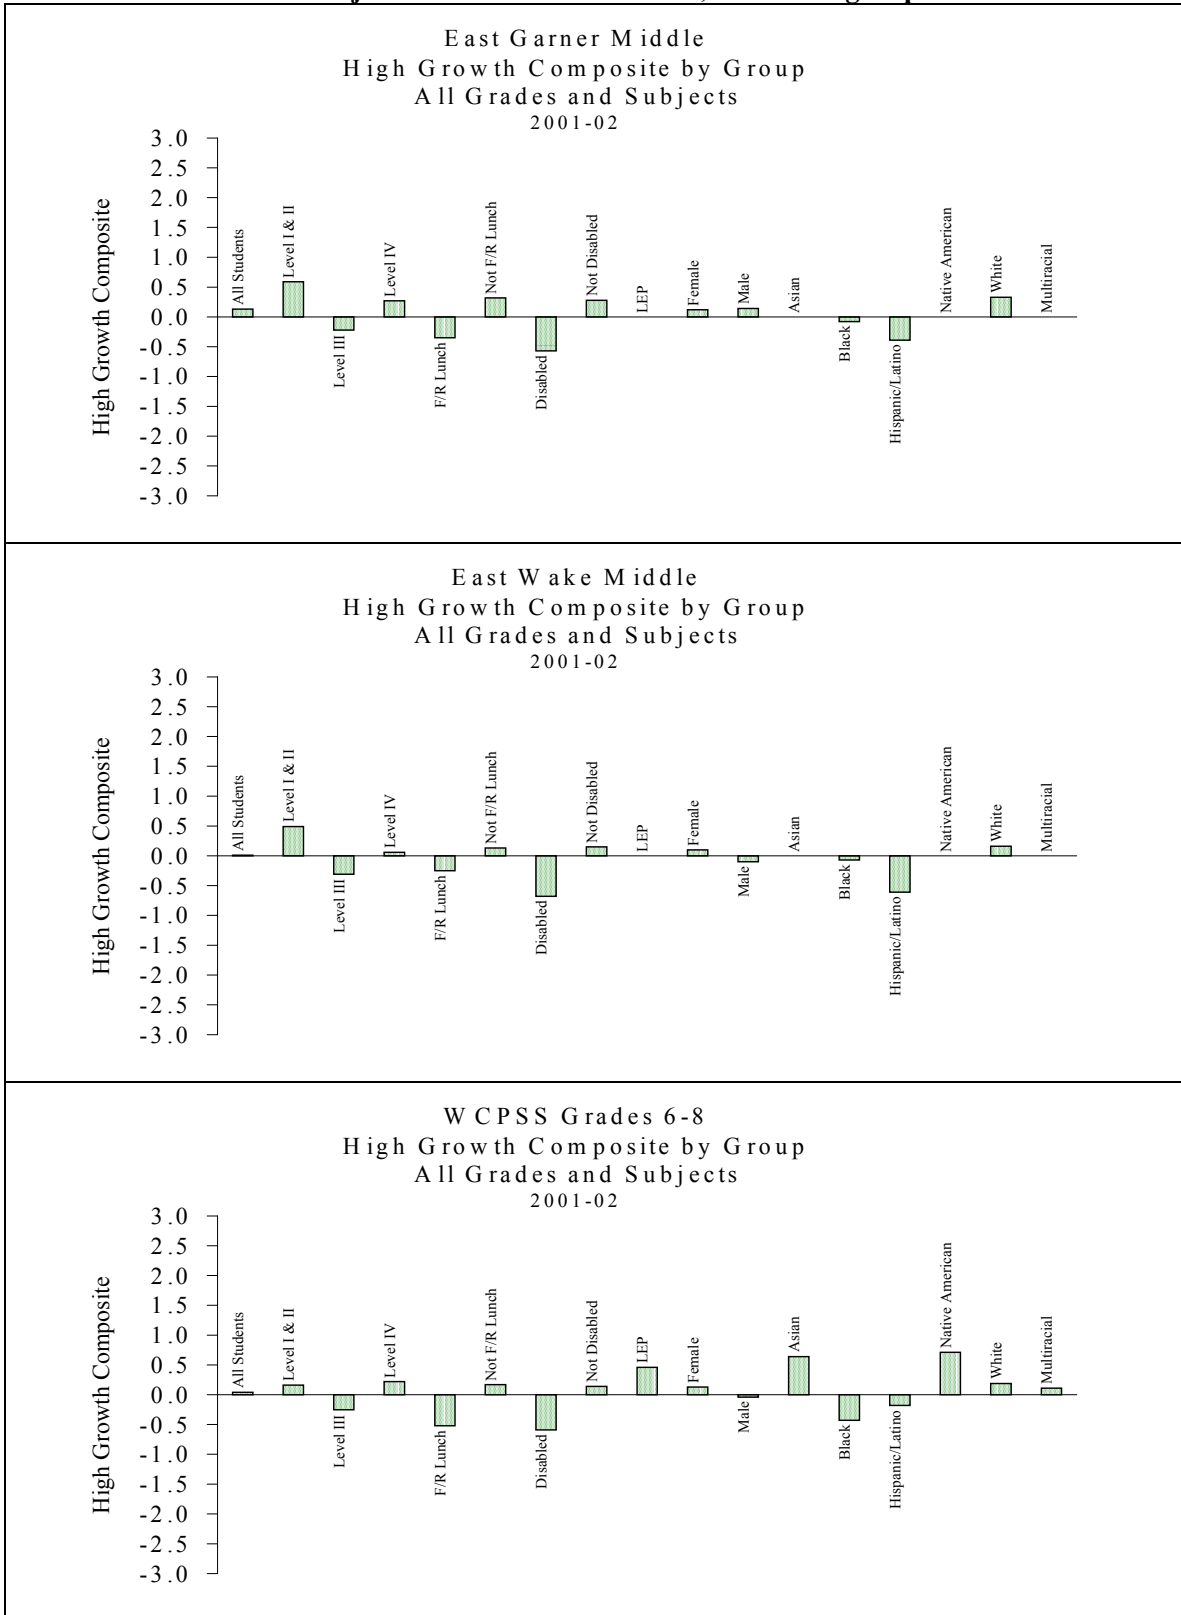 East Garner Middle
High Growth Composite by Group
All Grades and Subjects
2001-02
High Growth Composite
3.0
2.5
2.0
1.5
1.0
0.5
0.0
-0.5
-1.0
-1.5
-2.0
-2.5
-3.0
All Students
Level I & II
Level III
Level IV
F/R Lunch
Not F/R Lunch
Disabled
Not Disabled
LEP
Female
Male
Asian
Black
Hispanic/Latino
Native American
White
Multiracial
East Wake Middle
High Growth Composite by Group
All Grades and Subjects
2001-02
High Growth Composite
3.0
2.5
2.0
1.5
1.0
0.5
0.0
-0.5
-1.0
-1.5
-2.0
-2.5
-3.0
All Students
Level I & II
Level III
Level IV
F/R Lunch
Not F/R Lunch
Disabled
Not Disabled
LEP
Female
Male
Asian
Black
Hispanic/Latino
Native American
White
Multiracial
WCPSS Grades 6-8
High Growth Composite by Group
All Grades and Subjects
2001-02
High Growth Composite
3.0
2.5
2.0
1.5
1.0
0.5
0.0
-0.5
-1.0
-1.5
-2.0
-2.5
-3.0
All Students
Level I & II
Level III
Level IV
F/R Lunch
Not F/R Lunch
Disabled
Not Disabled
LEP
Female
Male
Asian
Black
Hispanic/Latino
Native American
White
Multiracial